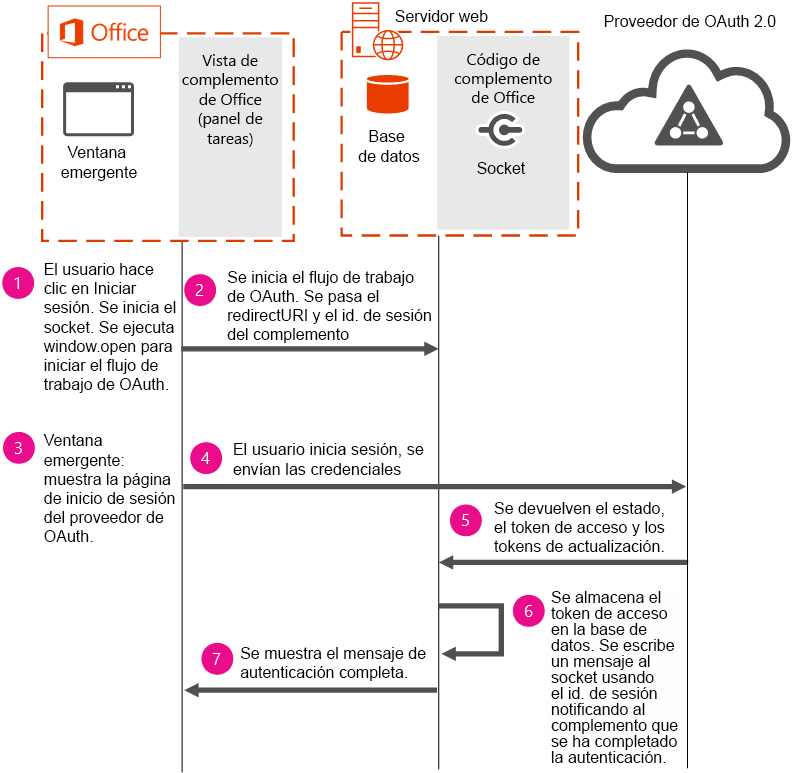 Office
Ventana
emergente
Vista de
complemento
de Office
(panel de
tareas)
Servidor web
Base
de datos
Código de
complemento
de Office
Socket
Proveedor de OAuth 2.0
1
El usuario hace
clic en Iniciar
sesión. Se inicia el
socket. Se ejecuta
window.open para
iniciar el flujo de
trabajo de OAuth.
2
Se inicia el flujo de trabajo
de OAuth. Se pasa el
redirectURI y el id. de sesión
del complemento
3
Ventana
emergente:
muestra la página
de inicio de sesión
del proveedor de
OAuth.
4
El usuario inicia sesión, se
envían las credenciales
5
Se devuelven el estado,
el token de acceso y los
tokens de actualización.
6
Se almacena el
token de acceso
en la base de
datos. Se escribe
un mensaje al
socket usando
el id. de sesión
notificando al
complemento que
se ha completado
la autenticación.
7
Se muestra el mensaje de
autenticación completa.